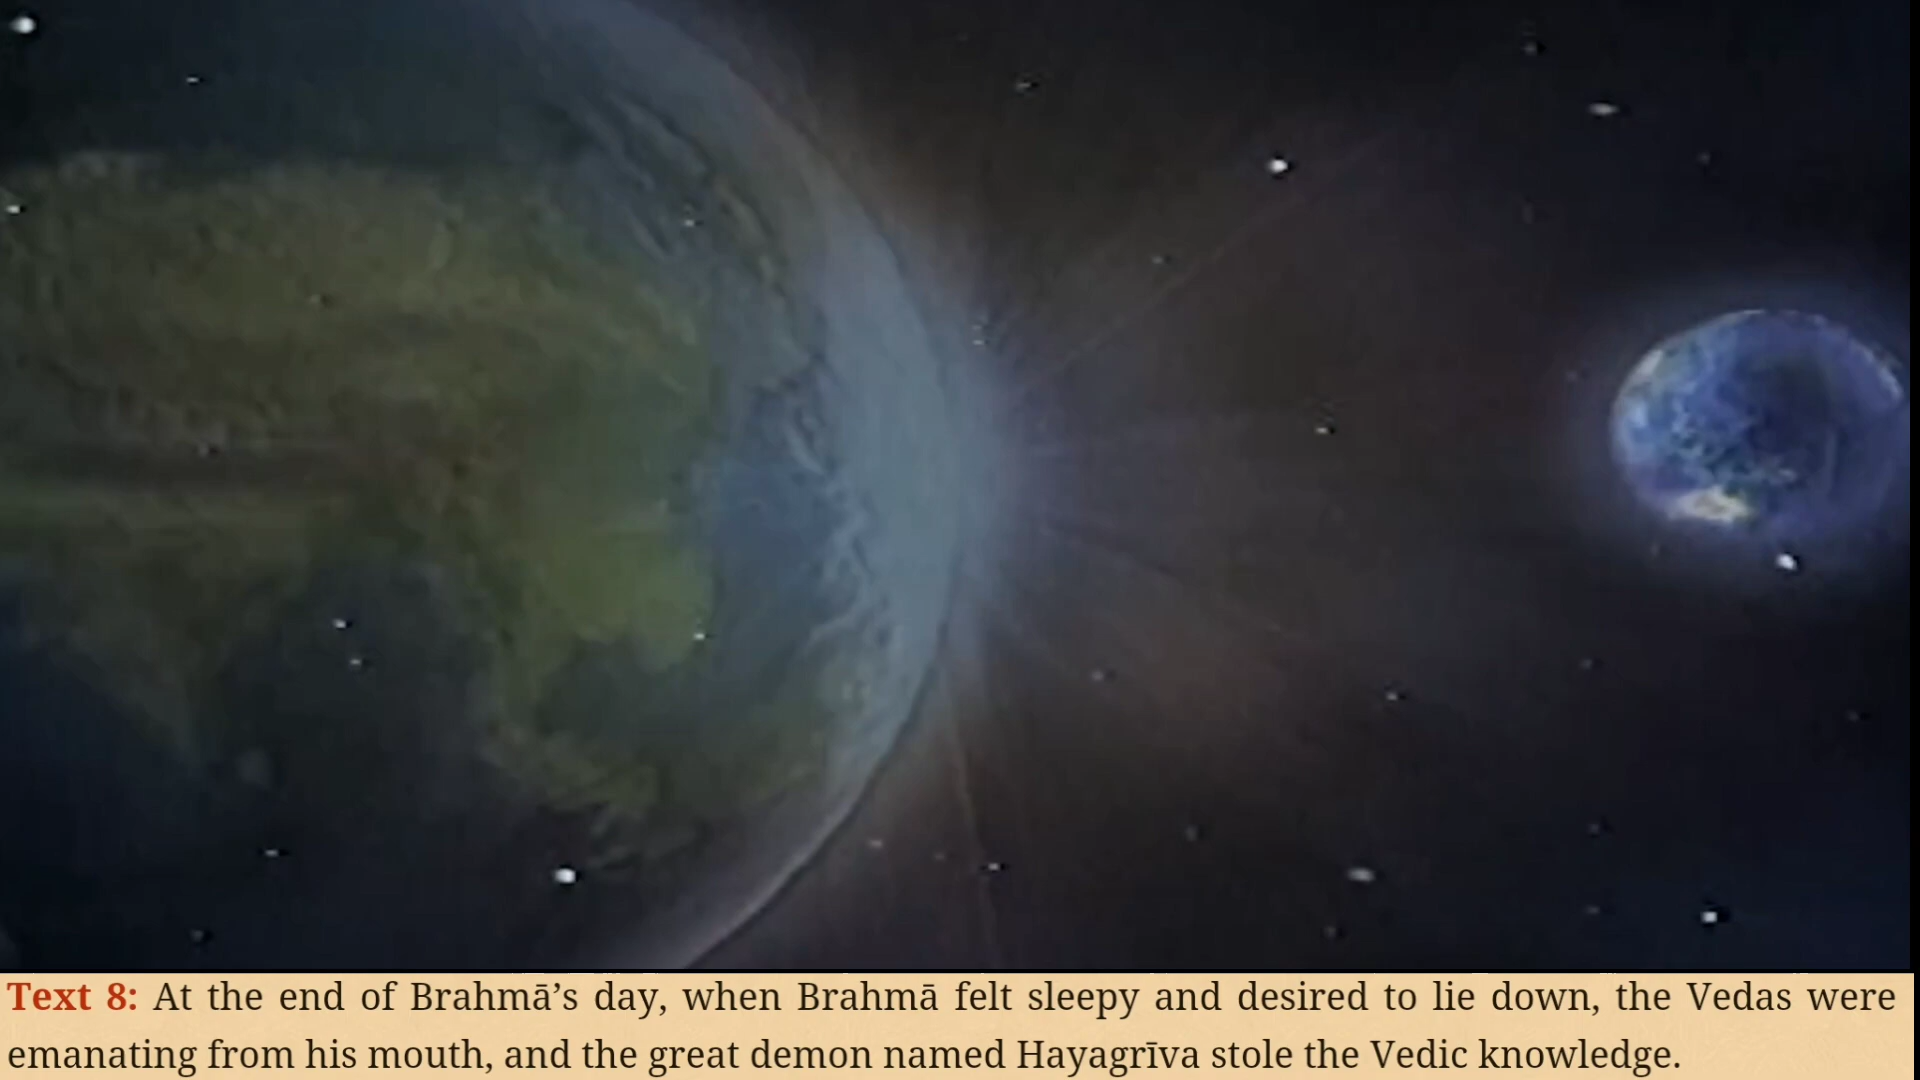 Text 8: At the end of Brahmā’s day, when Brahmā felt sleepy and desired to lie down, the Vedas were
emanating from his mouth, and the great demon named Hayagrīva stole the Vedic knowledge.